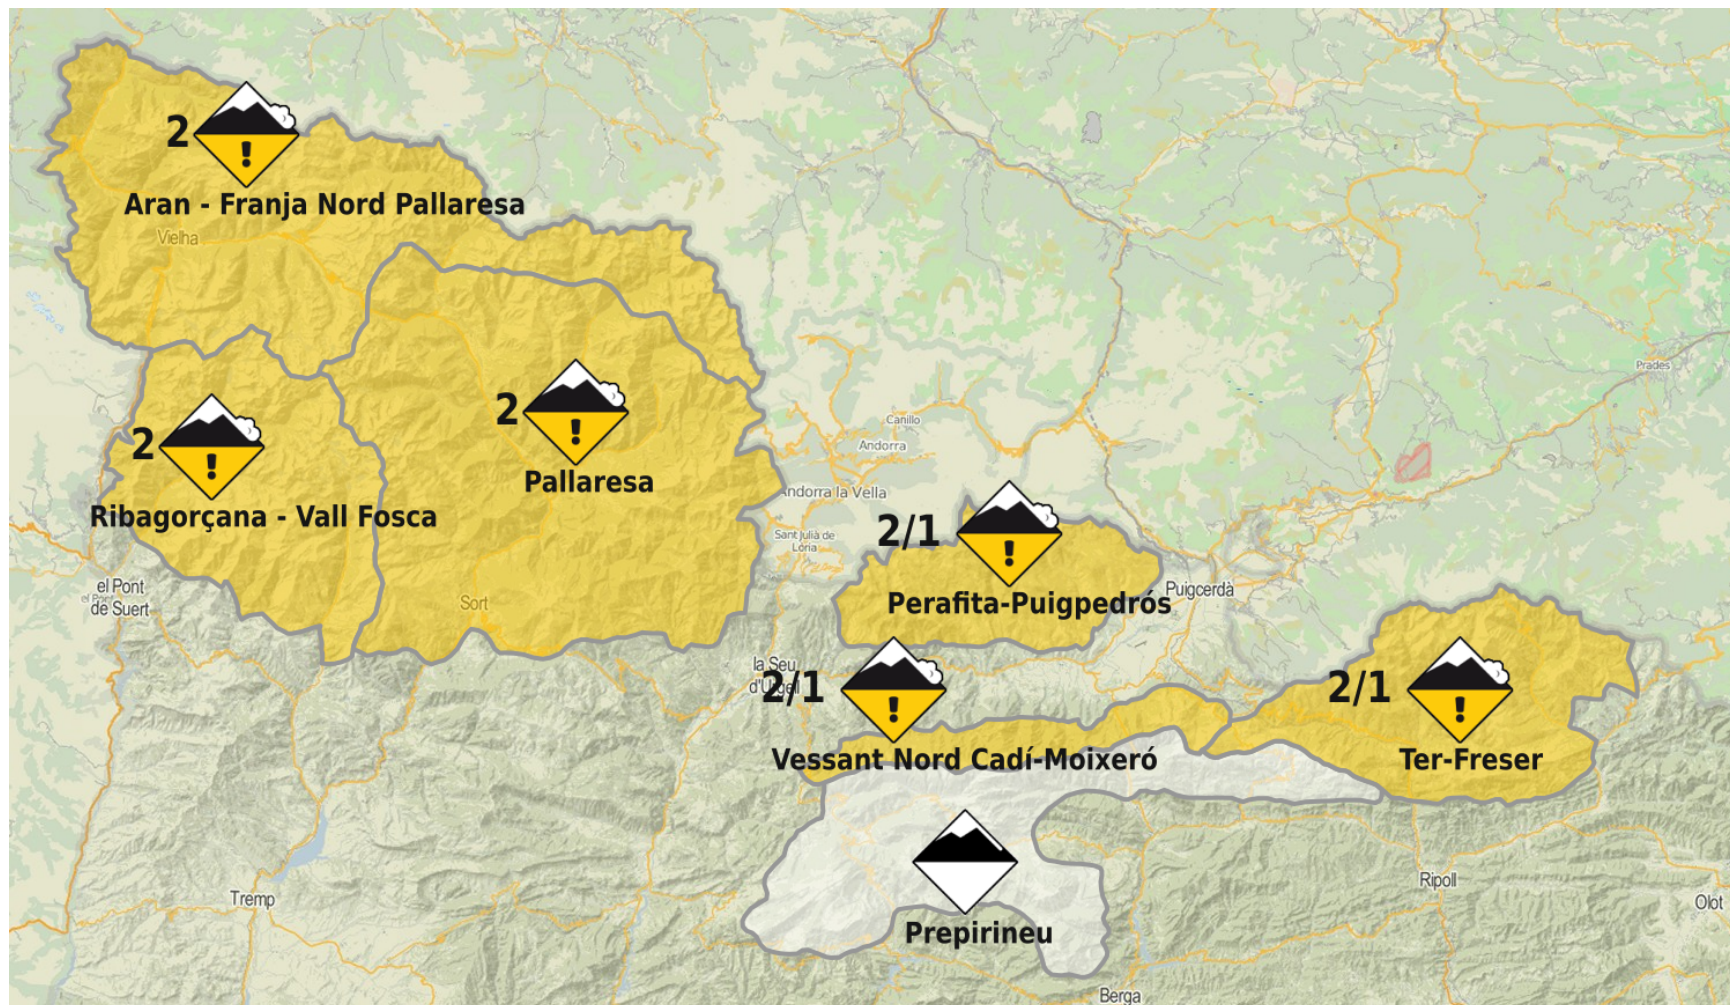 2
Aran - Franja Nord Pallaresa
Vielha
2
Pallaresa
2
Ribagorçana - Vall Fosca
Prades
Canillo
Andorra
Andorra la Vella
Sant Julià de
Lòria
2/1
Perafita-Puigpedrós
Puigcerdà
el Pont
de Suert
Sort
la Seu
d'Urgell
2/1
Vessant Nord Cadí-Moixeró
2/1
Ter-Freser
Prepirineu
Tremp
Ripoll
Olot
Berga